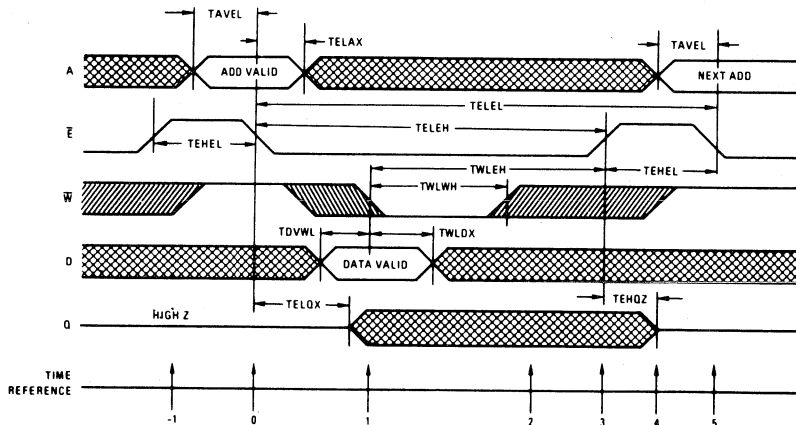 TAVEL
TELAX
TAVEL
A
ADD VALID
NEXT ADD
TELEL
E
TELEH
TEHEL
TWLEH
TEHEL
W
TWLWH
TDVWL
TWLDX
D
DATA VALID
TELQX
TEHQZ
Q
HIGH Z
TIME
REFERENCE
-1 0 1 2 3 4 5